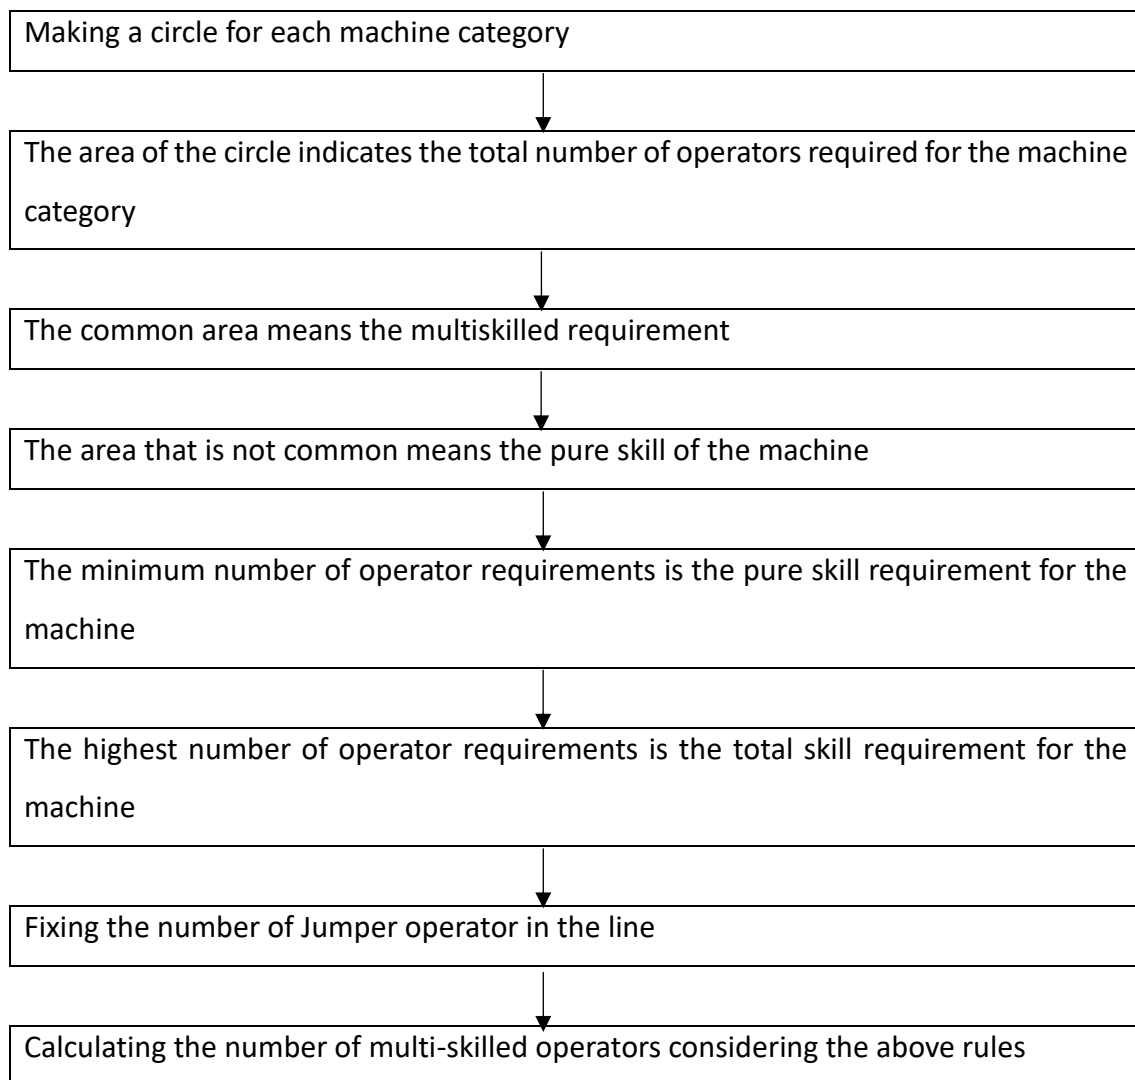 Making a circle for each machine category
The area of the circle indicates the total number of operators required for the machine
category
The common area means the multiskilled requirement
The area that is not common means the pure skill of the machine
The minimum number of operator requirements is the pure skill requirement for the
machine
The highest number of operator requirements is the total skill requirement for the
machine
Fixing the number of Jumper operator in the line
Calculating the number of multi-skilled operators considering the above rules